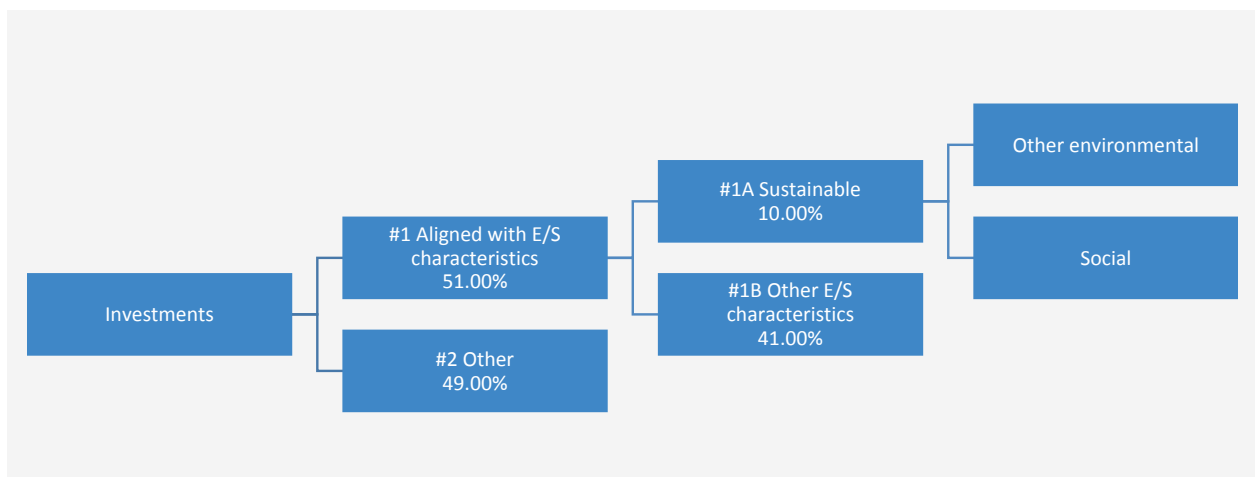 Investments
#1 Aligned with E/S
characteristics
51.00%
#2 Other
49.00%
#1A Sustainable
10.00%
#1B Other E/S
characteristics
41.00%
Other environmental
Social